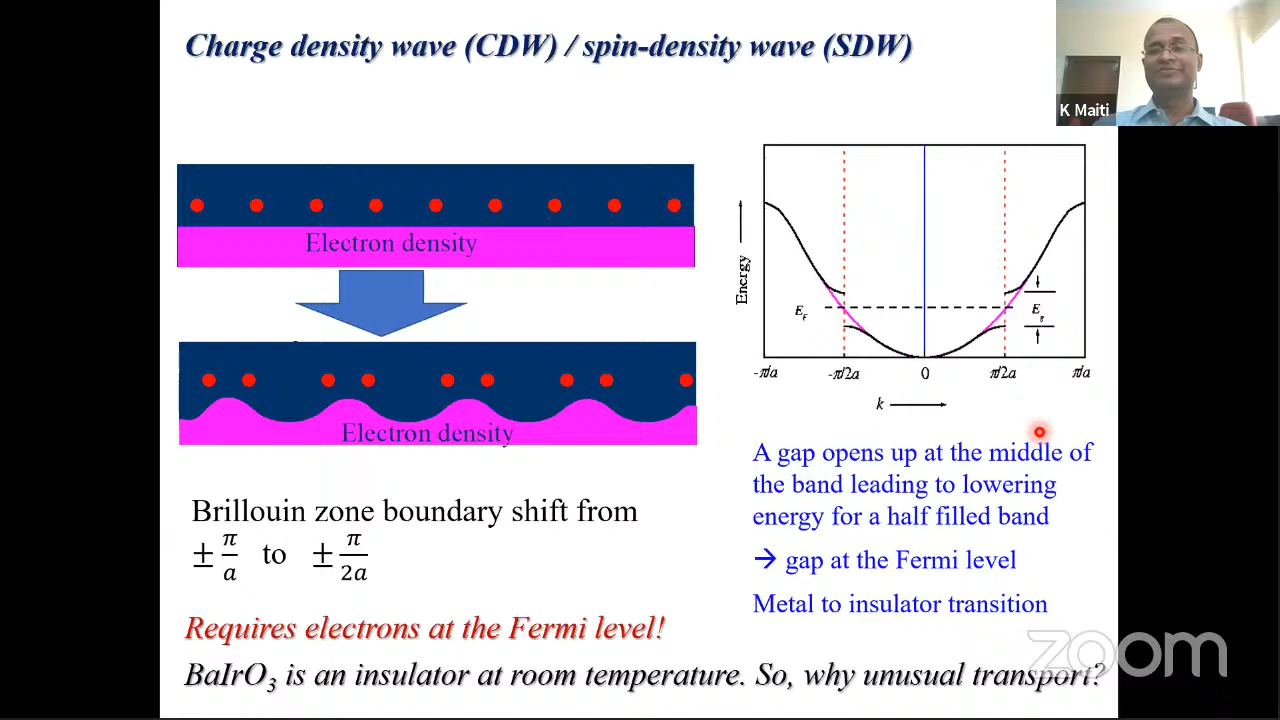 Charge density wave (CDW) / spin-density wave (SDW)
K Maiti
Electron density
Electron density
Brillouin zone boundary shift from
± π/a to ± π/2a
Requires electrons at the Fermi level!
BaIrO₃ is an insulator at room temperature. So, why unusual transport?
Energy
E_F
E_g
-π/a -π/2a 0 π/2a π/a
k
A gap opens up at the middle of
the band leading to lowering
energy for a half filled band
→ gap at the Fermi level
Metal to insulator transition
zoom